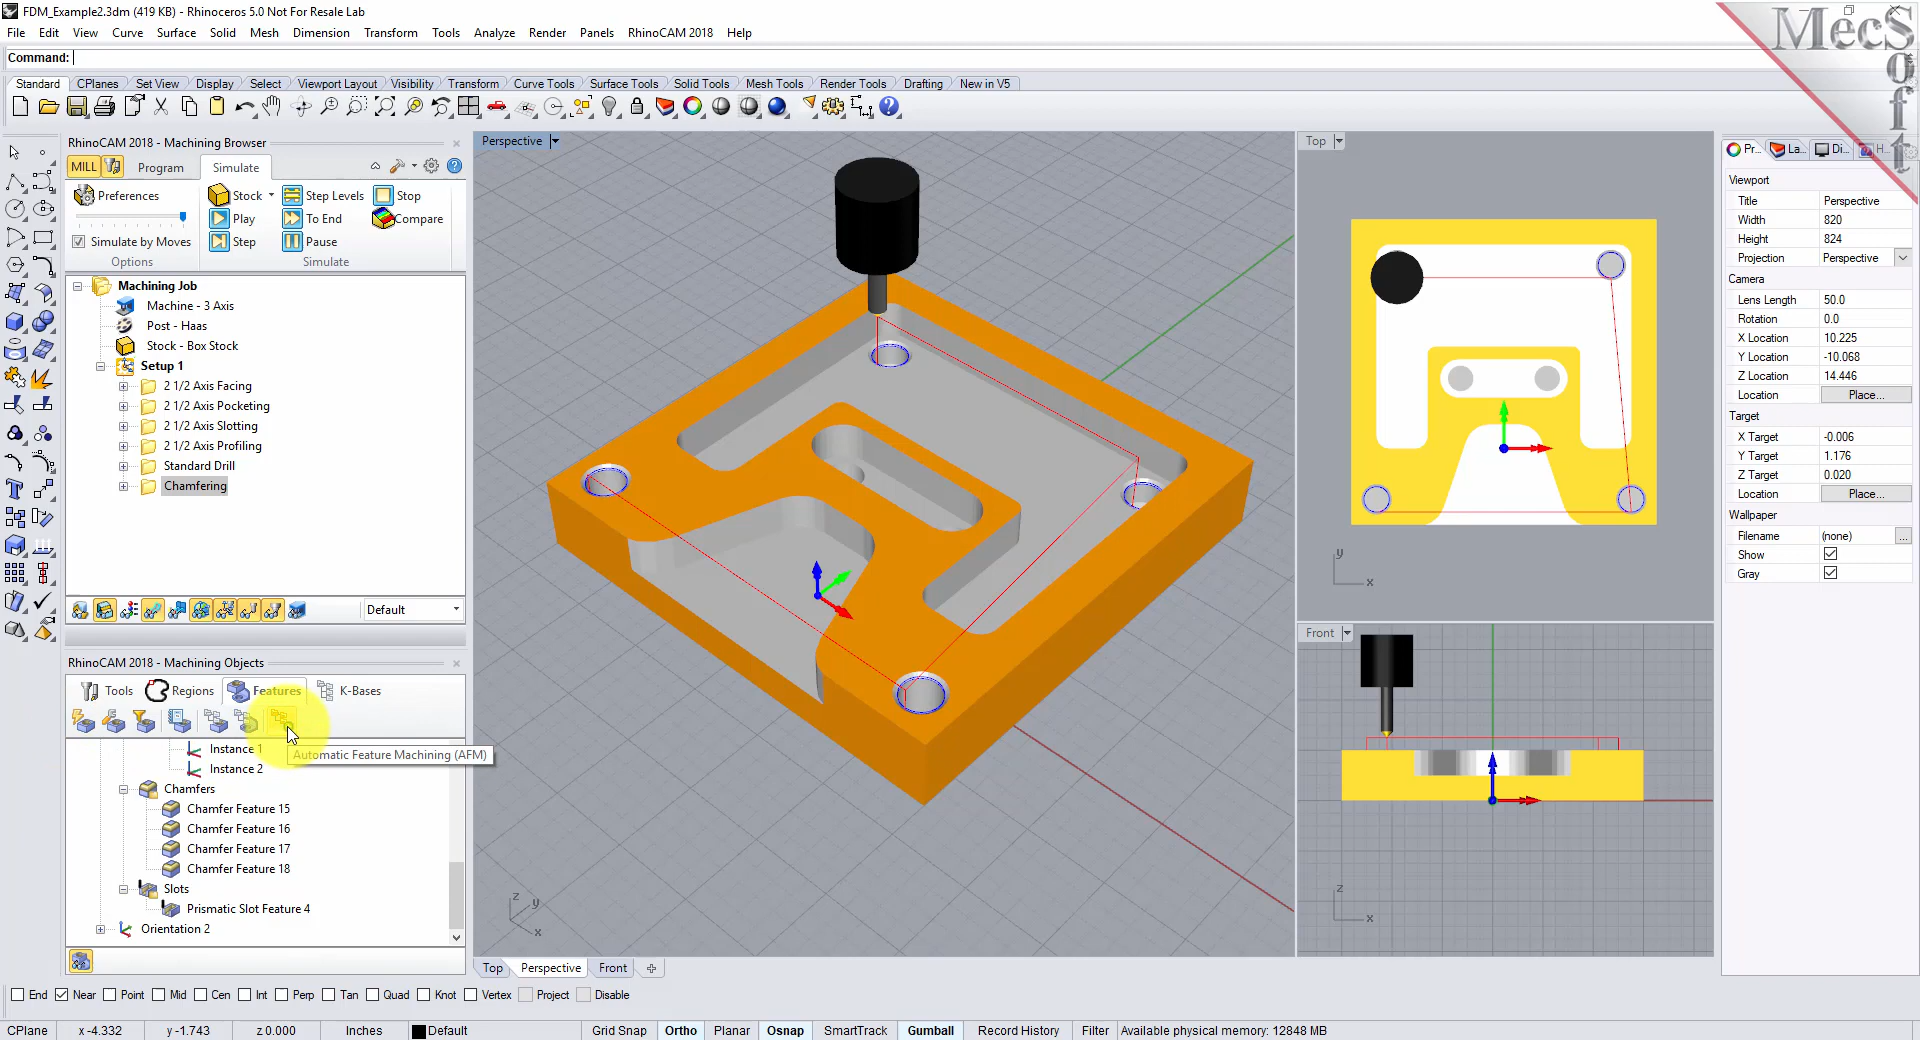 FDM_Example2.3dm (419 KB) - Rhinoceros 5.0 Not For Resale Lab
File Edit View Curve Surface Solid Mesh Dimension Transform Tools Analyze Render Panels RhinoCAM 2018 Help
Command:
Standard CPlanes Set View Display Select Viewport Layout Visibility Transform Curve Tools Surface Tools Solid Tools Mesh Tools Render Tools Drafting New in V5
MecSoft
RhinoCAM 2018 - Machining Browser
MILL Program Simulate
Preferences Stock Step Levels Stop
Play To End Compare
Simulate by Moves Step Pause
Options Simulate
Machining Job
Machine - 3 Axis
Post - Haas
Stock - Box Stock
Setup 1
2 1/2 Axis Facing
2 1/2 Axis Pocketing
2 1/2 Axis Slotting
2 1/2 Axis Profiling
Standard Drill
Chamfering
Default
RhinoCAM 2018 - Machining Objects
Tools Regions Features K-Bases
Automatic Feature Machining (AFM)
Instance 1
Instance 2
Chamfers
Chamfer Feature 15
Chamfer Feature 16
Chamfer Feature 17
Chamfer Feature 18
Slots
Prismatic Slot Feature 4
Orientation 2
Perspective
z y x
Top
y x
Front
z x
Top Perspective Front
Pr... La... Di... H...
Viewport
Title Perspective
Width 820
Height 824
Projection Perspective
Camera
Lens Length 50.0
Rotation 0.0
X Location 10.225
Y Location -10.068
Z Location 14.446
Location Place...
Target
X Target -0.006
Y Target 1.176
Z Target 0.020
Location Place...
Wallpaper
Filename (none) ...
Show
Gray
End Near Point Mid Cen Int Perp Tan Quad Knot Vertex Project Disable
CPlane x -4.332 y -1.743 z 0.000 Inches Default Grid Snap Ortho Planar Osnap SmartTrack Gumball Record History Filter Available physical memory: 12848 MB